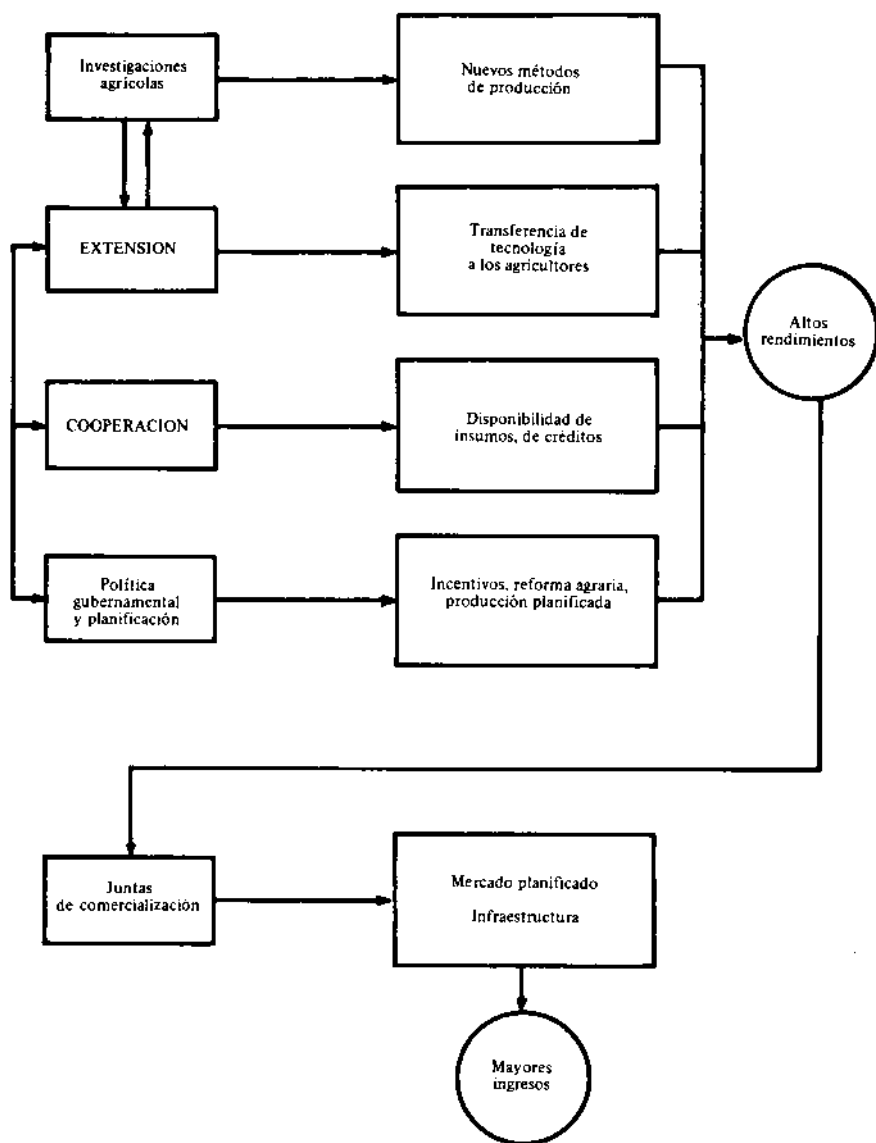 Investigaciones
agrícolas
Nuevos métodos
de producción
EXTENSION
Transferencia de
tecnología
a los agricultores
Altos
rendimientos
COOPERACION
Disponibilidad de
insumos, de créditos
Política
gubernamental
y planificación
Incentivos, reforma agraria,
producción planificada
Juntas
de comercialización
Mercado planificado
Infraestructura
Mayores
ingresos